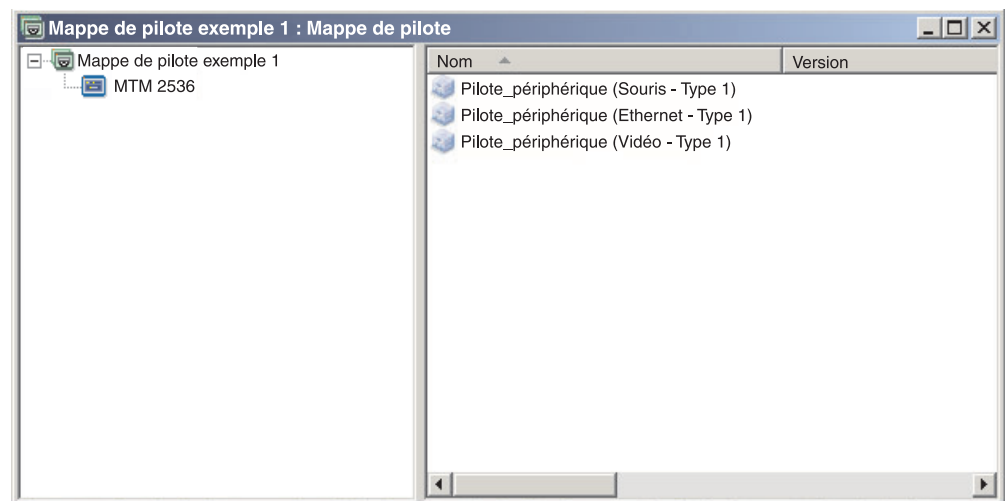 Mappe de pilote exemple 1 : Mappe de pilote
Mappe de pilote exemple 1
MTM 2536
Nom
Version
Pilote_périphérique (Souris - Type 1)
Pilote_périphérique (Ethernet - Type 1)
Pilote_périphérique (Vidéo - Type 1)